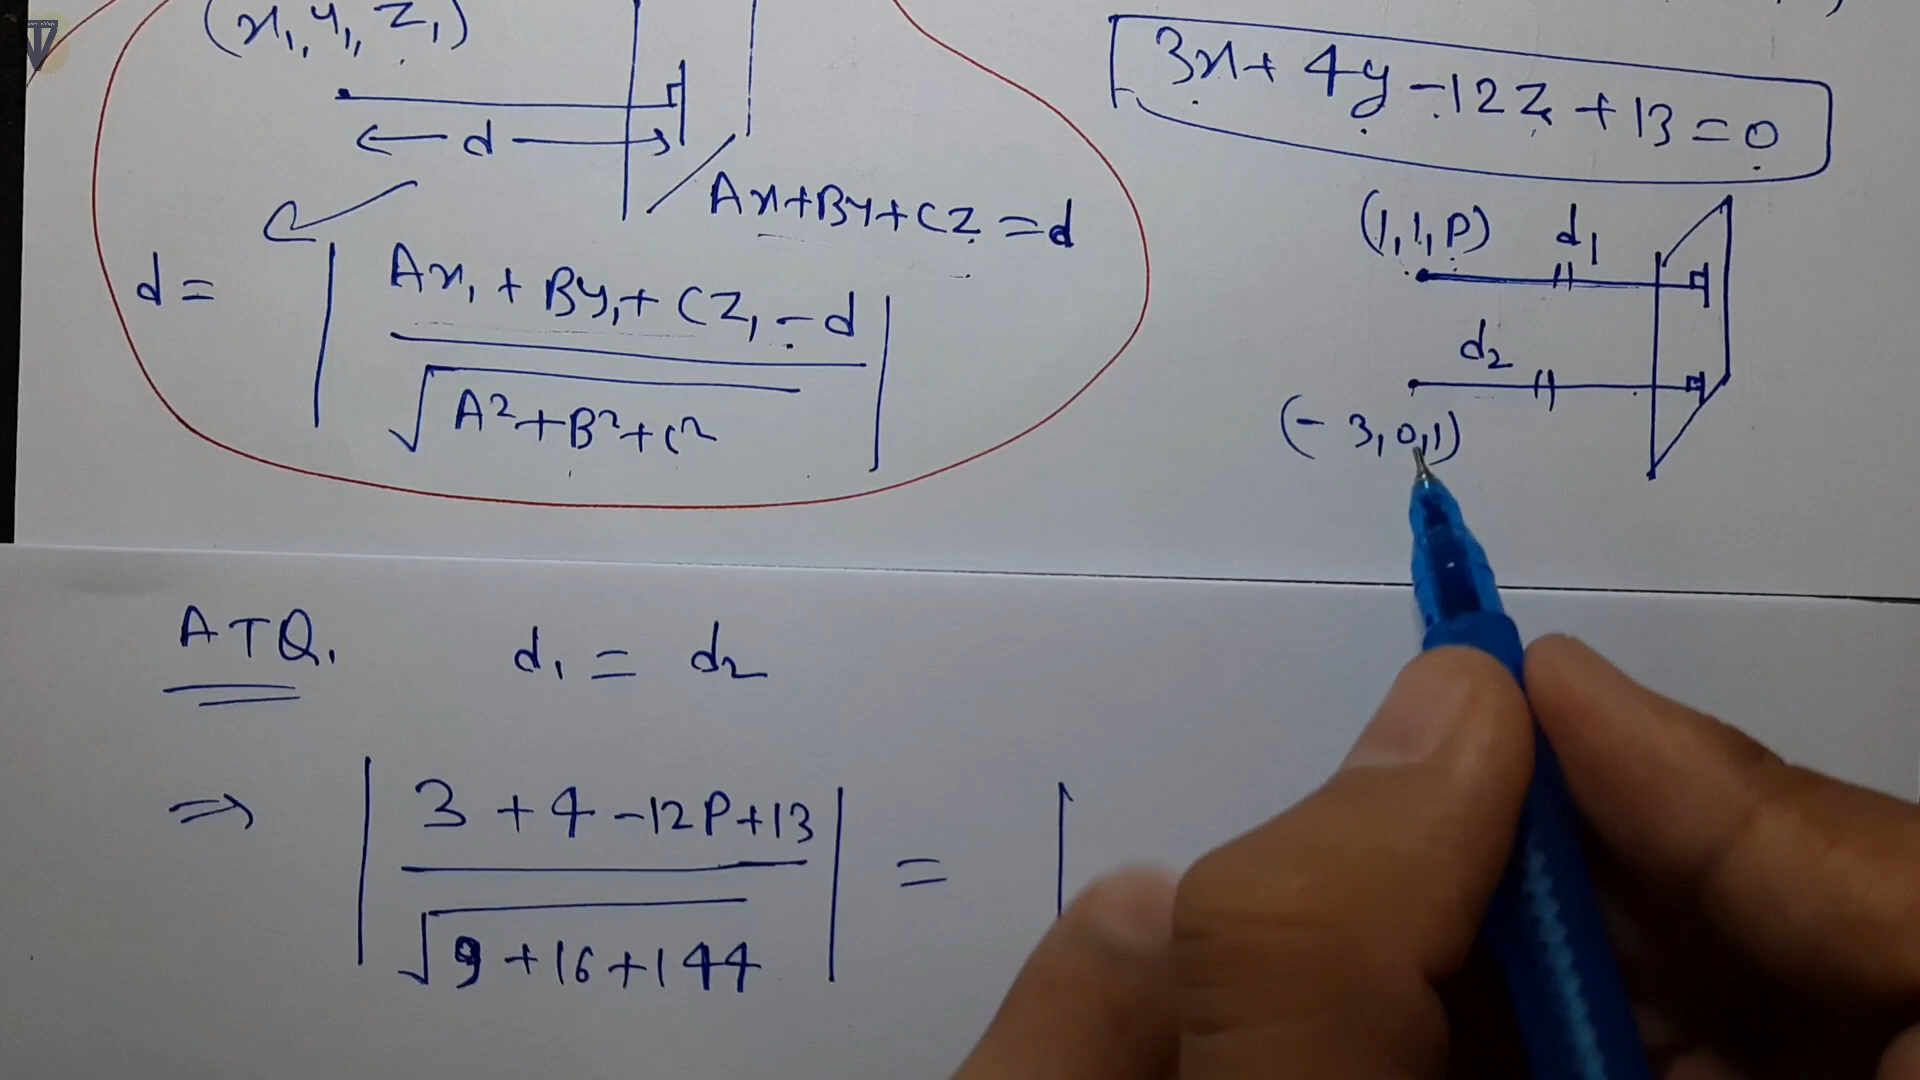 (x₁, y₁, z₁)
d
Ax+By+Cz = d
d = | Ax₁ + By₁ + Cz₁ - d / √A²+B²+C² |
3x + 4y - 12z + 13 = 0
(1, 1, P) d₁
d₂
(- 3, 0, 1)
ATQ. d₁ = d₂
⇒ | 3 + 4 - 12P + 13 / √9 + 16 + 144 | = |